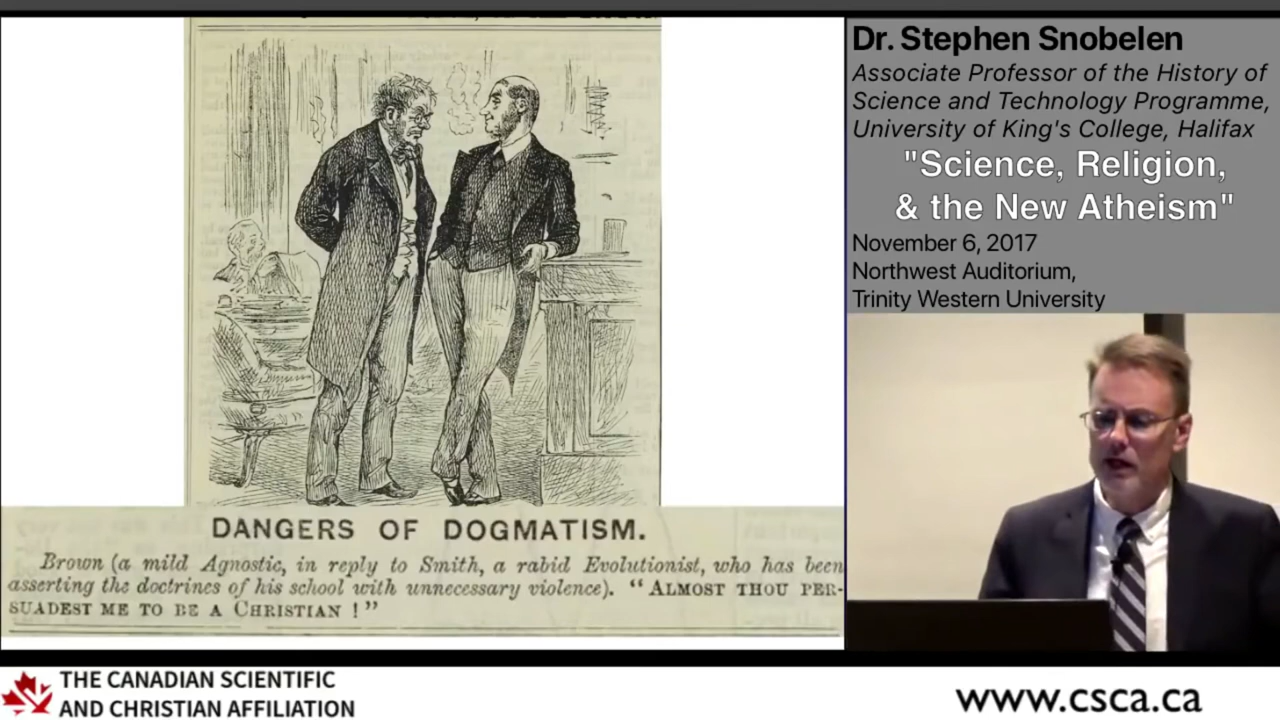 DANGERS OF DOGMATISM.
Brown (a mild Agnostic, in reply to Smith, a rabid Evolutionist, who has been
asserting the doctrines of his school with unnecessary violence). "ALMOST THOU PER-
SUADEST ME TO BE A CHRISTIAN !"
Dr. Stephen Snobelen
Associate Professor of the History of
Science and Technology Programme,
University of King's College, Halifax
"Science, Religion,
& the New Atheism"
November 6, 2017
Northwest Auditorium,
Trinity Western University
THE CANADIAN SCIENTIFIC
AND CHRISTIAN AFFILIATION
www.csca.ca